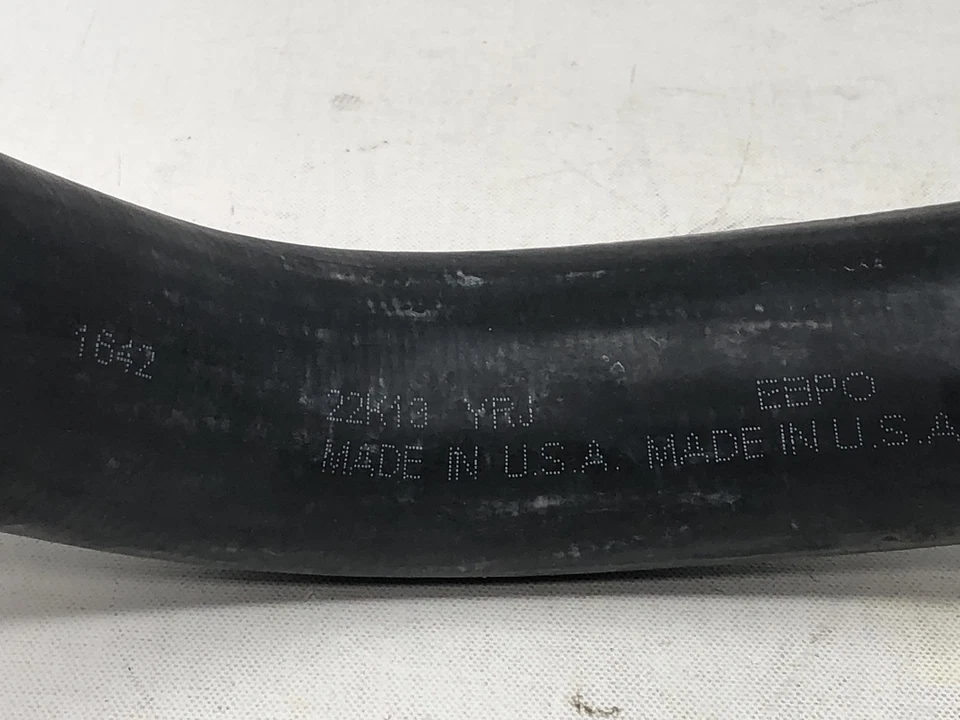 1642
22K13 YRJ
EBPO
MADE IN U.S.A. MADE IN U.S.A